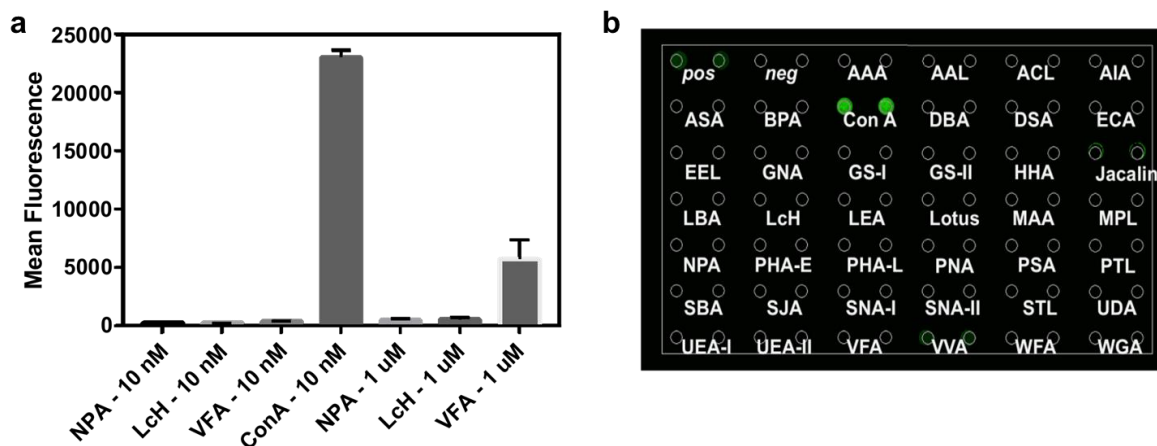 a
25000
20000
15000
10000
5000
0
Mean Fluorescence
NPA - 10 nM
LcH - 10 nM
VFA - 10 nM
ConA - 10 nM
NPA - 1 uM
LcH - 1 uM
VFA - 1 uM
b
pos neg AAA AAL ACL AIA
ASA BPA Con A DBA DSA ECA
EEL GNA GS-I GS-II HHA Jacalin
LBA LcH LEA Lotus MAA MPL
NPA PHA-E PHA-L PNA PSA PTL
SBA SJA SNA-I SNA-II STL UDA
UEA-I UEA-II VFA VVA WFA WGA